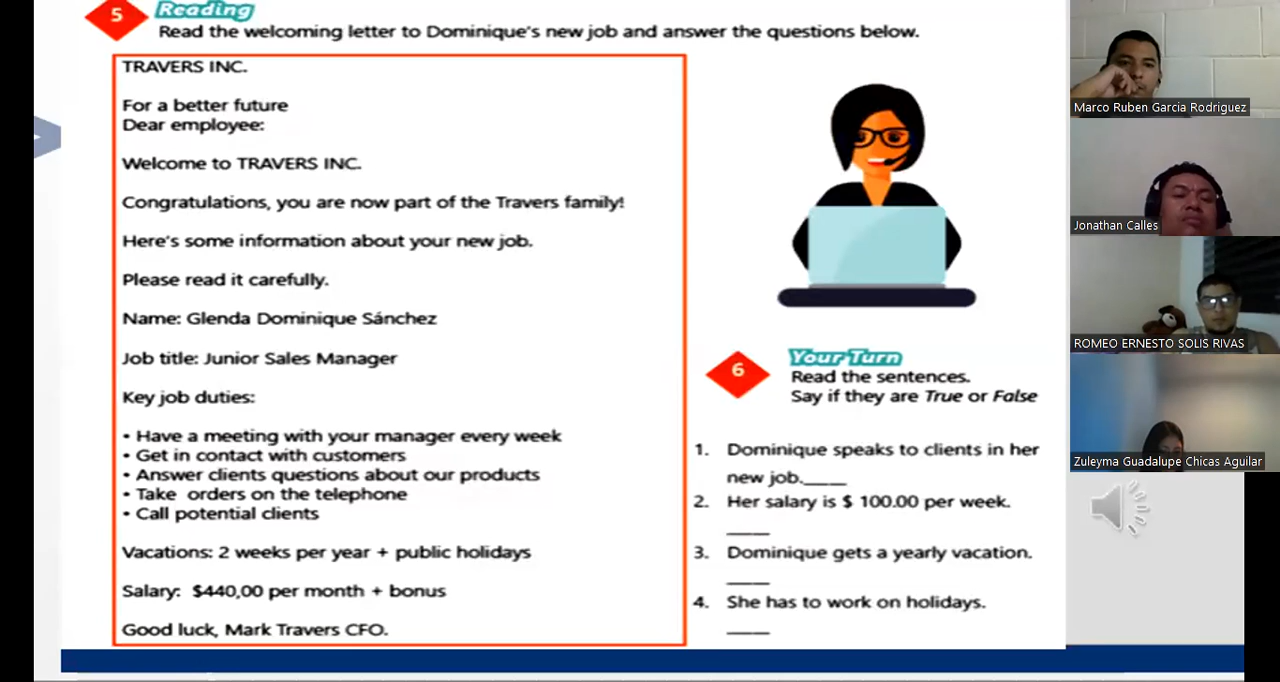 5
Reading
Read the welcoming letter to Dominique's new job and answer the questions below.
TRAVERS INC.
For a better future
Dear employee:
Welcome to TRAVERS INC.
Congratulations, you are now part of the Travers family!
Here's some information about your new job.
Please read it carefully.
Name: Glenda Dominique Sánchez
Job title: Junior Sales Manager
Key job duties:
• Have a meeting with your manager every week
• Get in contact with customers
• Answer clients questions about our products
• Take orders on the telephone
• Call potential clients
Vacations: 2 weeks per year + public holidays
Salary: $440,00 per month + bonus
Good luck, Mark Travers CFO.
6
Your Turn
Read the sentences.
Say if they are True or False
1. Dominique speaks to clients in her
new job.____
2. Her salary is $ 100.00 per week.
____
3. Dominique gets a yearly vacation.
____
4. She has to work on holidays.
____
Marco Ruben Garcia Rodriguez
Jonathan Calles
ROMEO ERNESTO SOLIS RIVAS
Zuleyma Guadalupe Chicas Aguilar